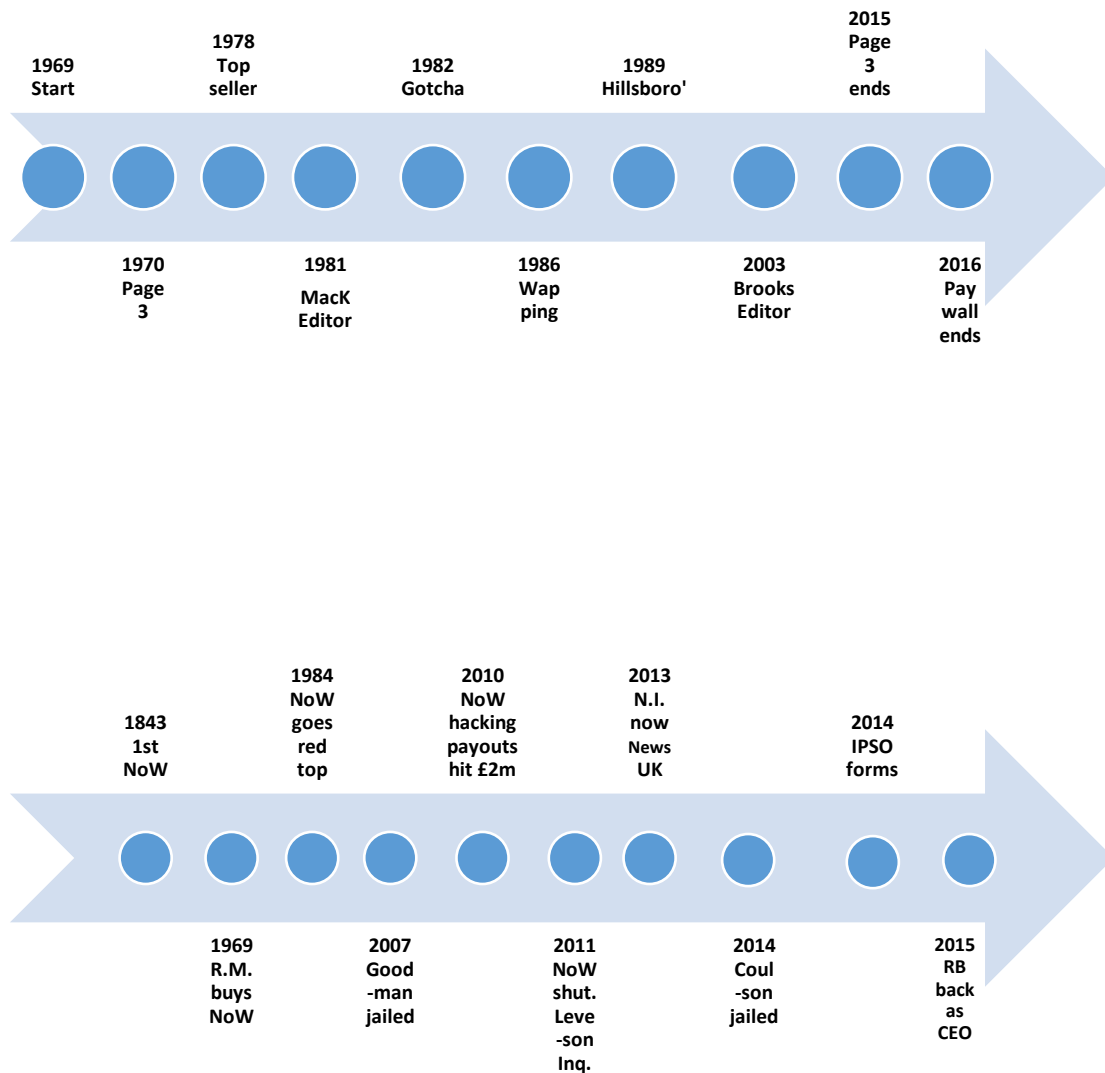 1969
Start
1970
Page
3
1978
Top
seller
1981
MacK
Editor
1982
Gotcha
1986
Wap
ping
1989
Hillsboro'
2003
Brooks
Editor
2015
Page
3
ends
2016
Pay
wall
ends
1843
1st
NoW
1969
R.M.
buys
NoW
1984
NoW
goes
red
top
2007
Good
-man
jailed
2010
NoW
hacking
payouts
hit £2m
2011
NoW
shut.
Leve
-son
Inq.
2013
N.I.
now
News
UK
2014
Coul
-son
jailed
2014
IPSO
forms
2015
RB
back
as
CEO